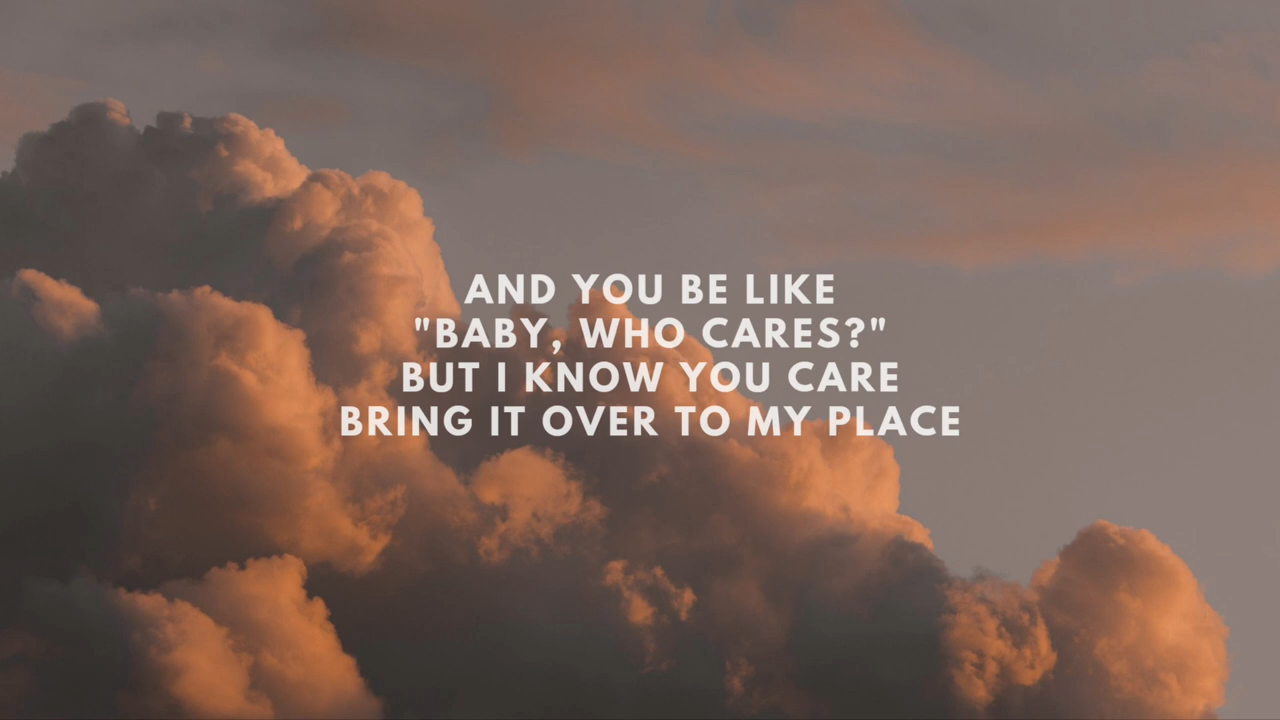 AND YOU BE LIKE
"BABY, WHO CARES?"
BUT I KNOW YOU CARE
BRING IT OVER TO MY PLACE